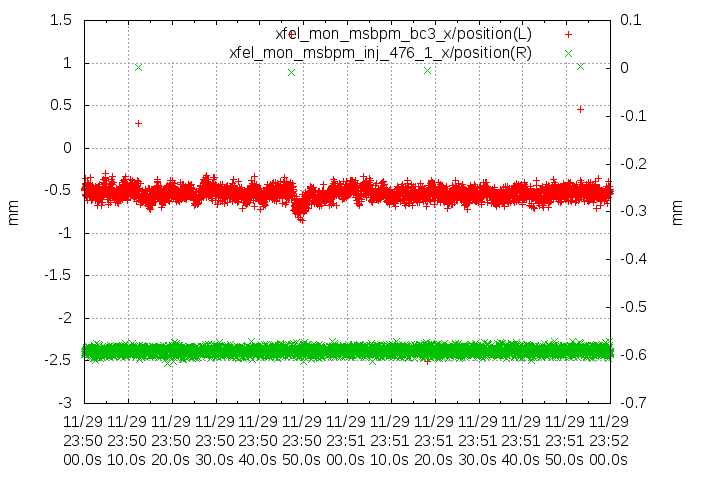 xfel_mon_msbpm_bc3_x/position(L)
xfel_mon_msbpm_inj_476_1_x/position(R)
1.5
1
0.5
0
-0.5
-1
-1.5
-2
-2.5
-3
mm
0.1
0
-0.1
-0.2
-0.3
-0.4
-0.5
-0.6
-0.7
mm
11/29 11/29 11/29 11/29 11/29 11/29 11/29 11/29 11/29 11/29 11/29 11/29 11/29
23:50 23:50 23:50 23:50 23:50 23:50 23:51 23:51 23:51 23:51 23:51 23:51 23:52
00.0s 10.0s 20.0s 30.0s 40.0s 50.0s 00.0s 10.0s 20.0s 30.0s 40.0s 50.0s 00.0s